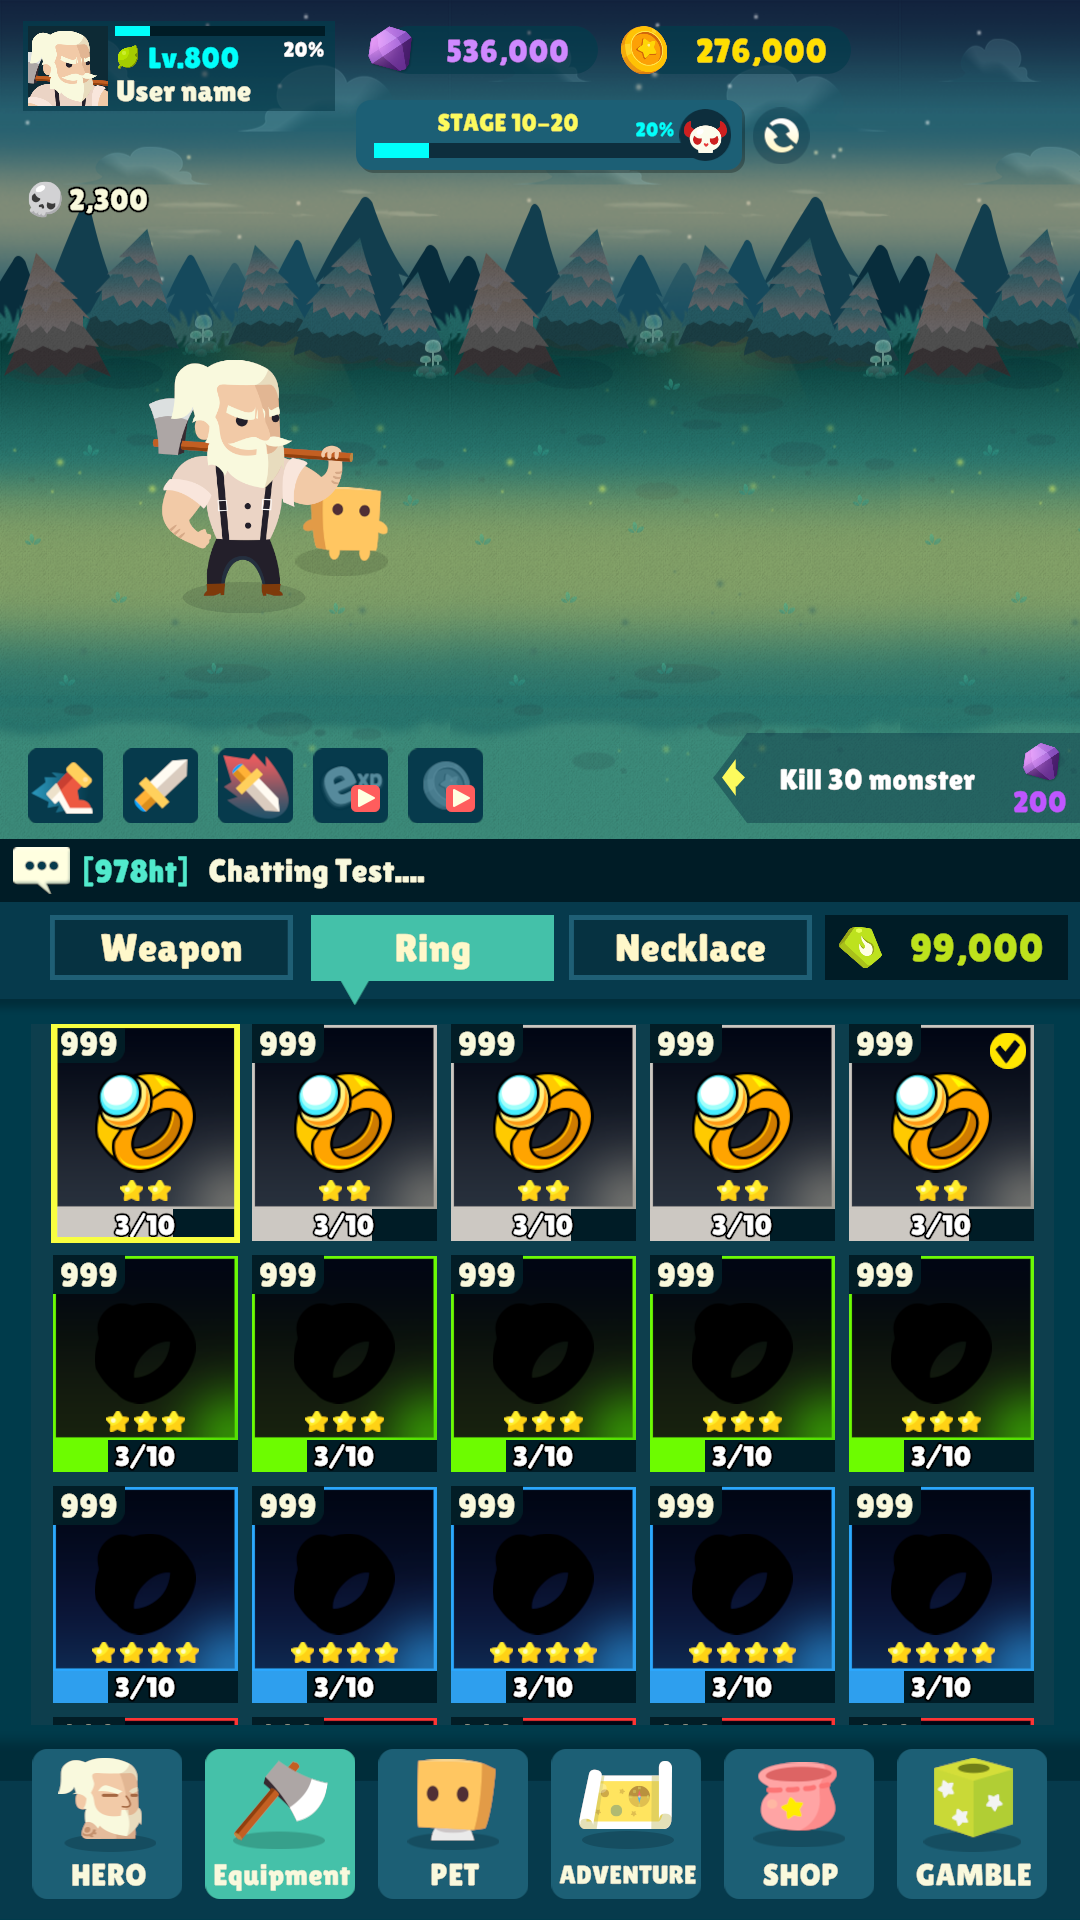 Lv.800
20%
User name
536,000
276,000
STAGE 10-20
20%
2,300
exp
Kill 30 monster
200
[978ht] Chatting Test....
Weapon
Ring
Necklace
99,000
999 999 999 999 999
3/10 3/10 3/10 3/10 3/10
999 999 999 999 999
3/10 3/10 3/10 3/10 3/10
999 999 999 999 999
3/10 3/10 3/10 3/10 3/10
HERO
Equipment
PET
ADVENTURE
SHOP
GAMBLE